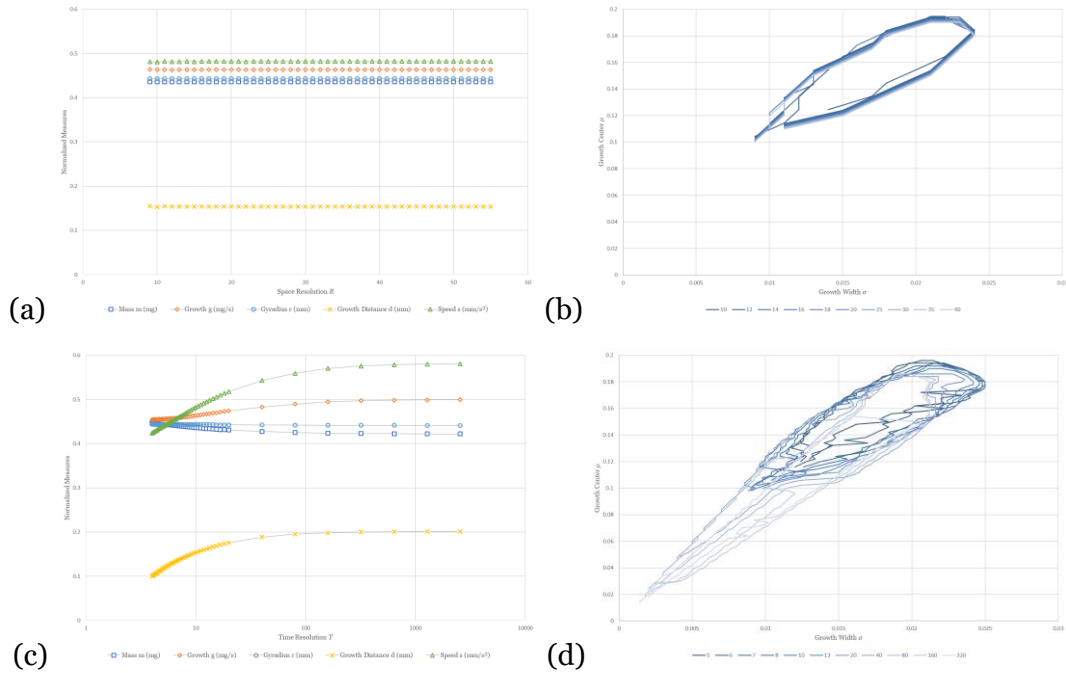 0.6
0.5
0.4
0.3
0.2
0.1
0
Normalized Measures
0 10 20 30 40 50 60
Space Resolution R
Mass m (mg) Growth g (mg/s) Gyradius r (mm) Growth Distance d (mm) Speed s (mm/s²)
(a)
0.2
0.18
0.16
0.14
0.12
0.1
0.08
0.06
0.04
0.02
0
Growth Center μ
0 0.005 0.01 0.015 0.02 0.025 0.03
Growth Width σ
10 12 14 16 18 20 25 30 35 40
(b)
0.6
0.5
0.4
0.3
0.2
0.1
0
Normalized Measures
1 10 100 1000 10000
Time Resolution T
Mass m (mg) Growth g (mg/s) Gyradius r (mm) Growth Distance d (mm) Speed s (mm/s²)
(c)
0.2
0.18
0.16
0.14
0.12
0.1
0.08
0.06
0.04
0.02
0
Growth Center μ
0 0.005 0.01 0.015 0.02 0.025 0.03
Growth Width σ
5 6 7 8 10 13 20 40 80 160 320
(d)